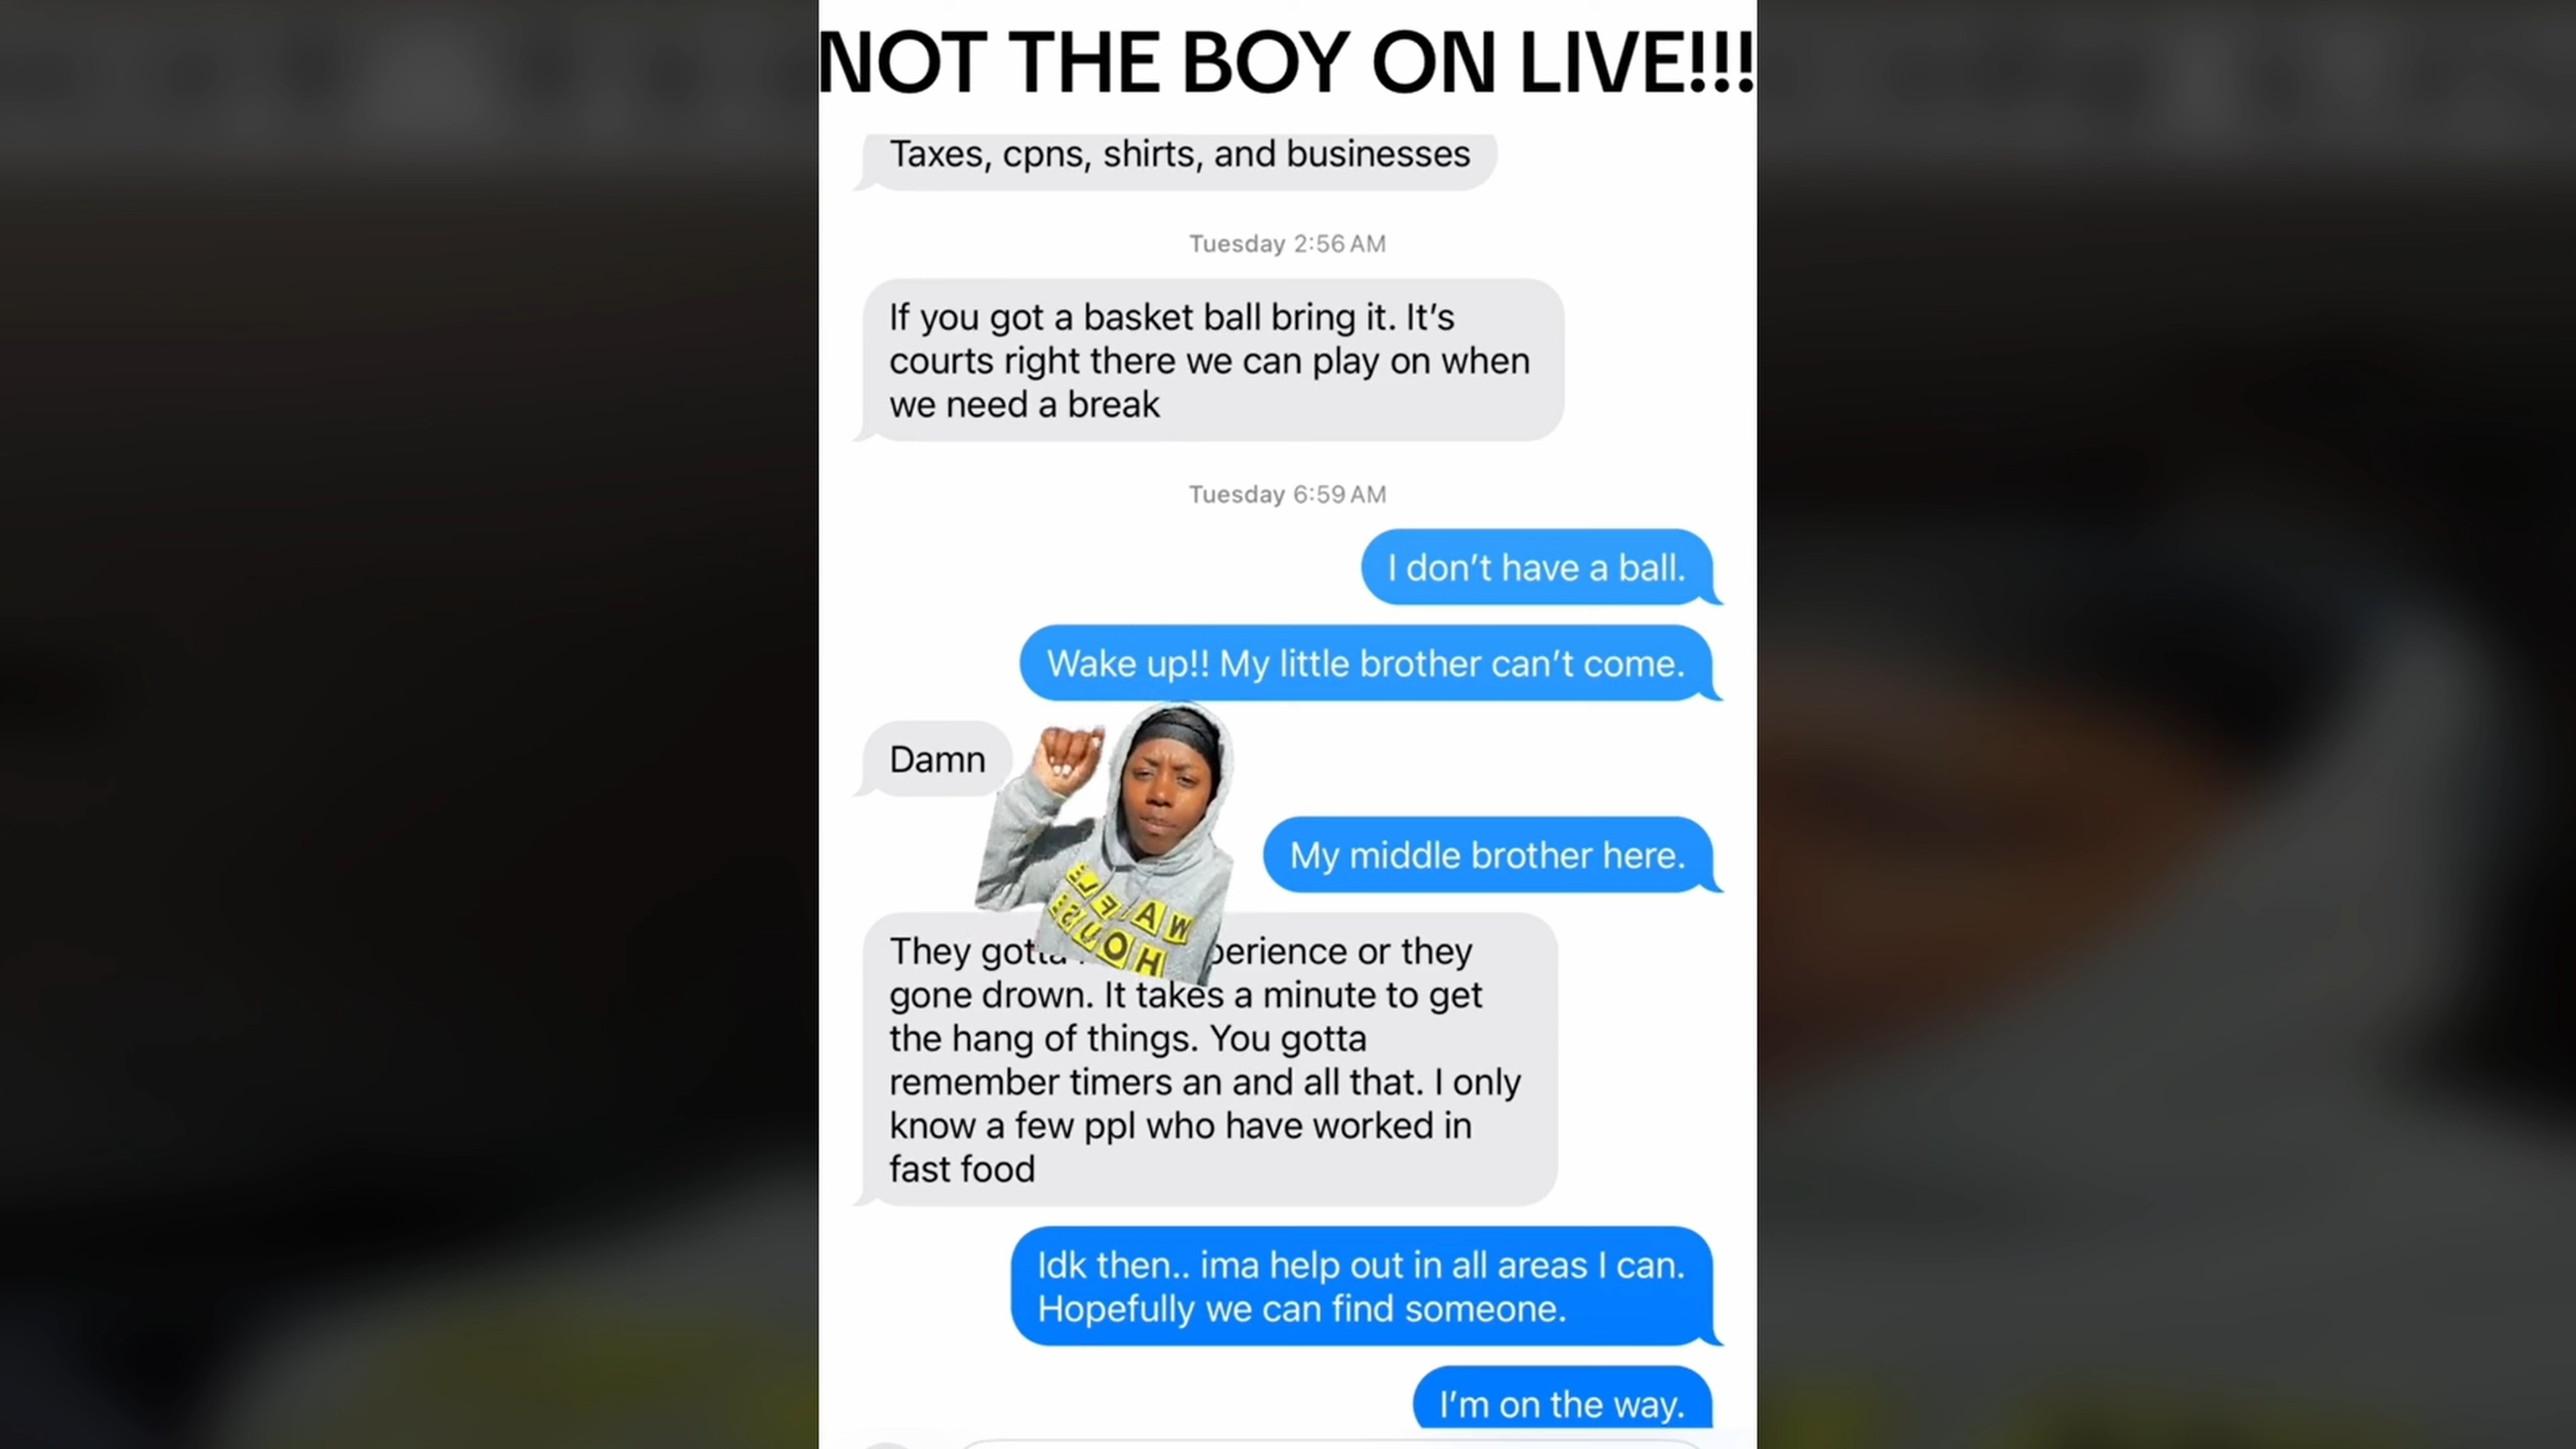 NOT THE BOY ON LIVE!!!
Taxes, cpns, shirts, and businesses
Tuesday 2:56 AM
If you got a basket ball bring it. It's
courts right there we can play on when
we need a break
Tuesday 6:59 AM
I don't have a ball.
Wake up!! My little brother can't come.
Damn
My middle brother here.
WAFFLE
HOUSE
They gotta perience or they
gone drown. It takes a minute to get
the hang of things. You gotta
remember timers an and all that. I only
know a few ppl who have worked in
fast food
Idk then.. ima help out in all areas I can.
Hopefully we can find someone.
I'm on the way.